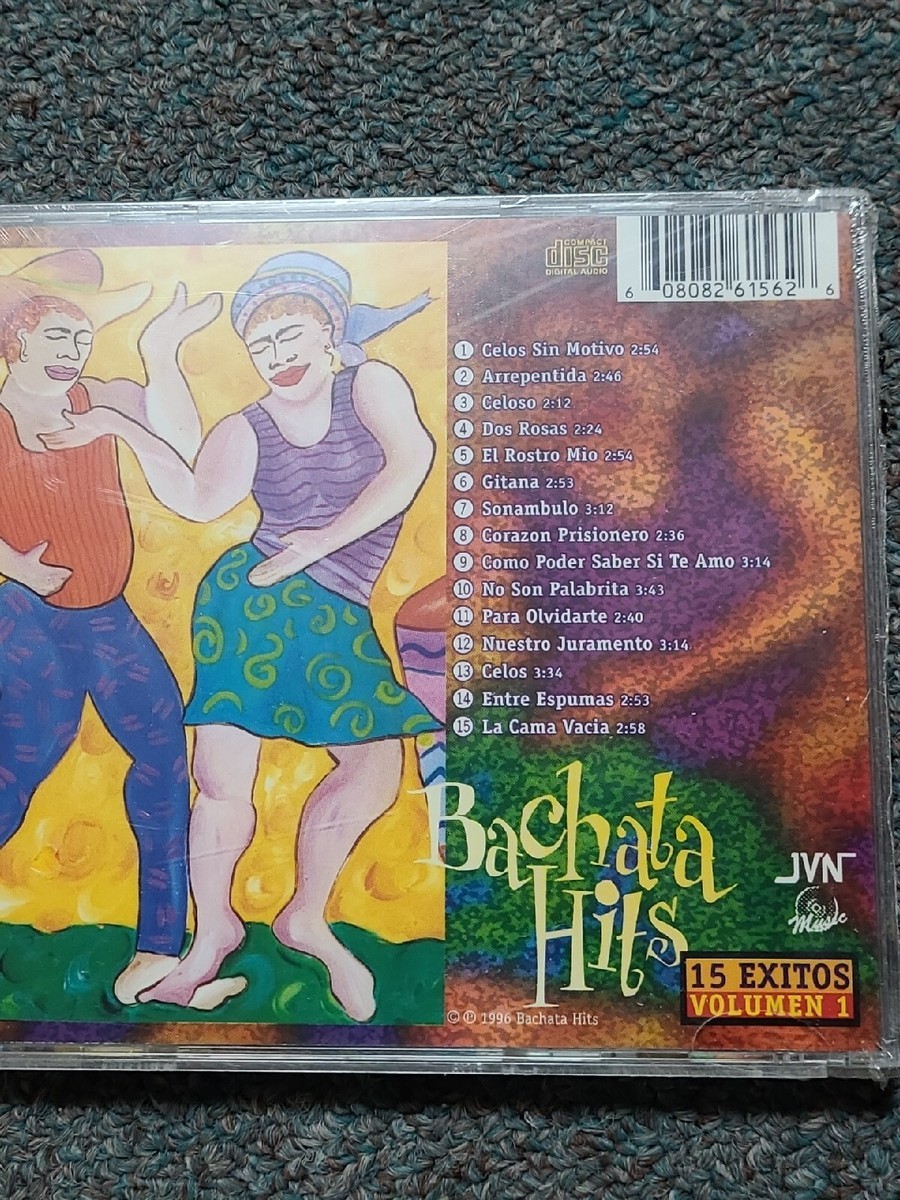 COMPACT
disc
DIGITAL AUDIO
6 08082 61562 6
1 Celos Sin Motivo 2:54
2 Arrepentida 2:46
3 Celoso 2:12
4 Dos Rosas 2:24
5 El Rostro Mio 2:54
6 Gitana 2:53
7 Sonambulo 3:12
8 Corazon Prisionero 2:36
9 Como Poder Saber Si Te Amo 3:14
10 No Son Palabrita 3:43
11 Para Olvidarte 2:40
12 Nuestro Juramento 3:14
13 Celos 3:34
14 Entre Espumas 2:53
15 La Cama Vacia 2:58
Bachata
Hits
JVN
Music
15 EXITOS
VOLUMEN 1
©℗ 1996 Bachata Hits